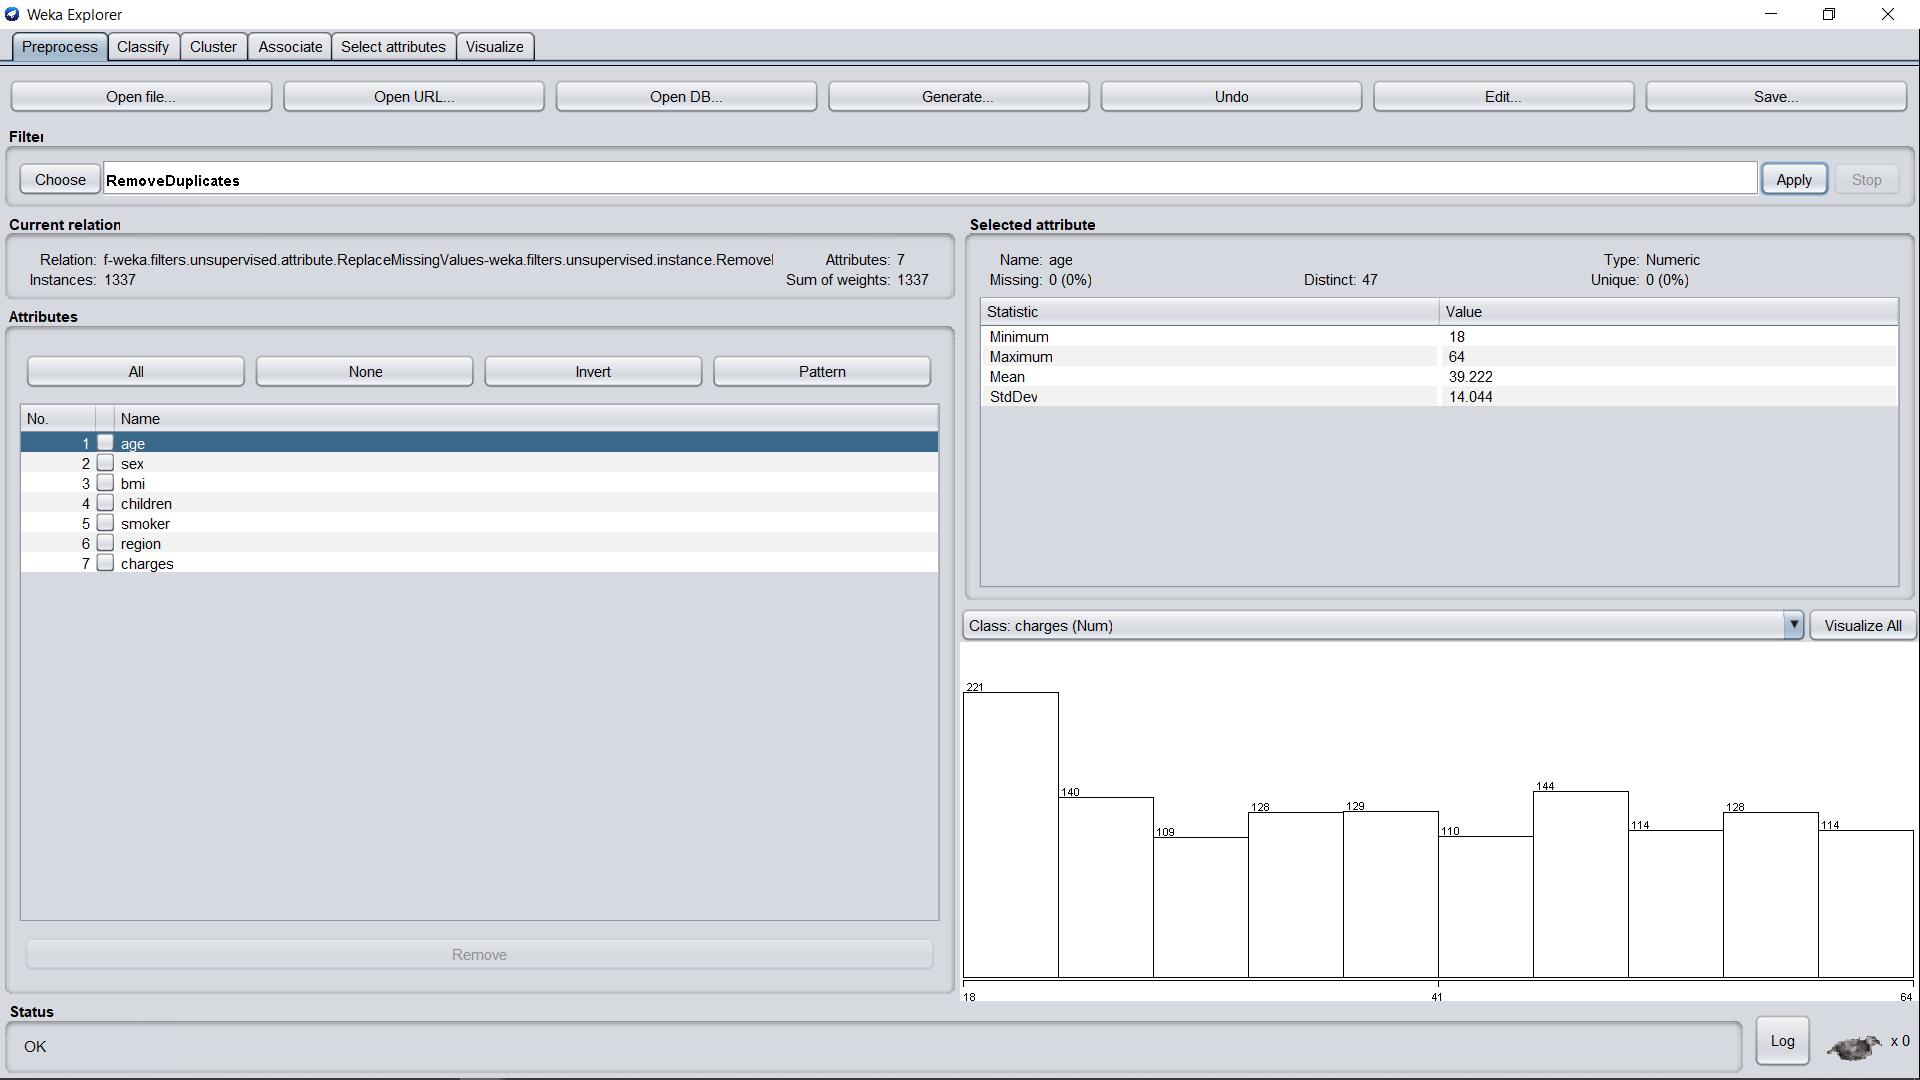 Weka Explorer
Preprocess Classify Cluster Associate Select attributes Visualize
Open file... Open URL... Open DB... Generate... Undo Edit... Save...
Filter
Choose RemoveDuplicates Apply Stop
Current relation
Relation: f-weka.filters.unsupervised.attribute.ReplaceMissingValues-weka.filters.unsupervised.instance.Remove Attributes: 7
Instances: 1337 Sum of weights: 1337
Attributes
All None Invert Pattern
No. Name
1 age
2 sex
3 bmi
4 children
5 smoker
6 region
7 charges
Remove
Selected attribute
Name: age Type: Numeric
Missing: 0 (0%) Distinct: 47 Unique: 0 (0%)
Statistic Value
Minimum 18
Maximum 64
Mean 39.222
StdDev 14.044
Class: charges (Num) Visualize All
221
140
109
128
129
110
144
114
128
114
18 41 64
Status
OK
Log x 0